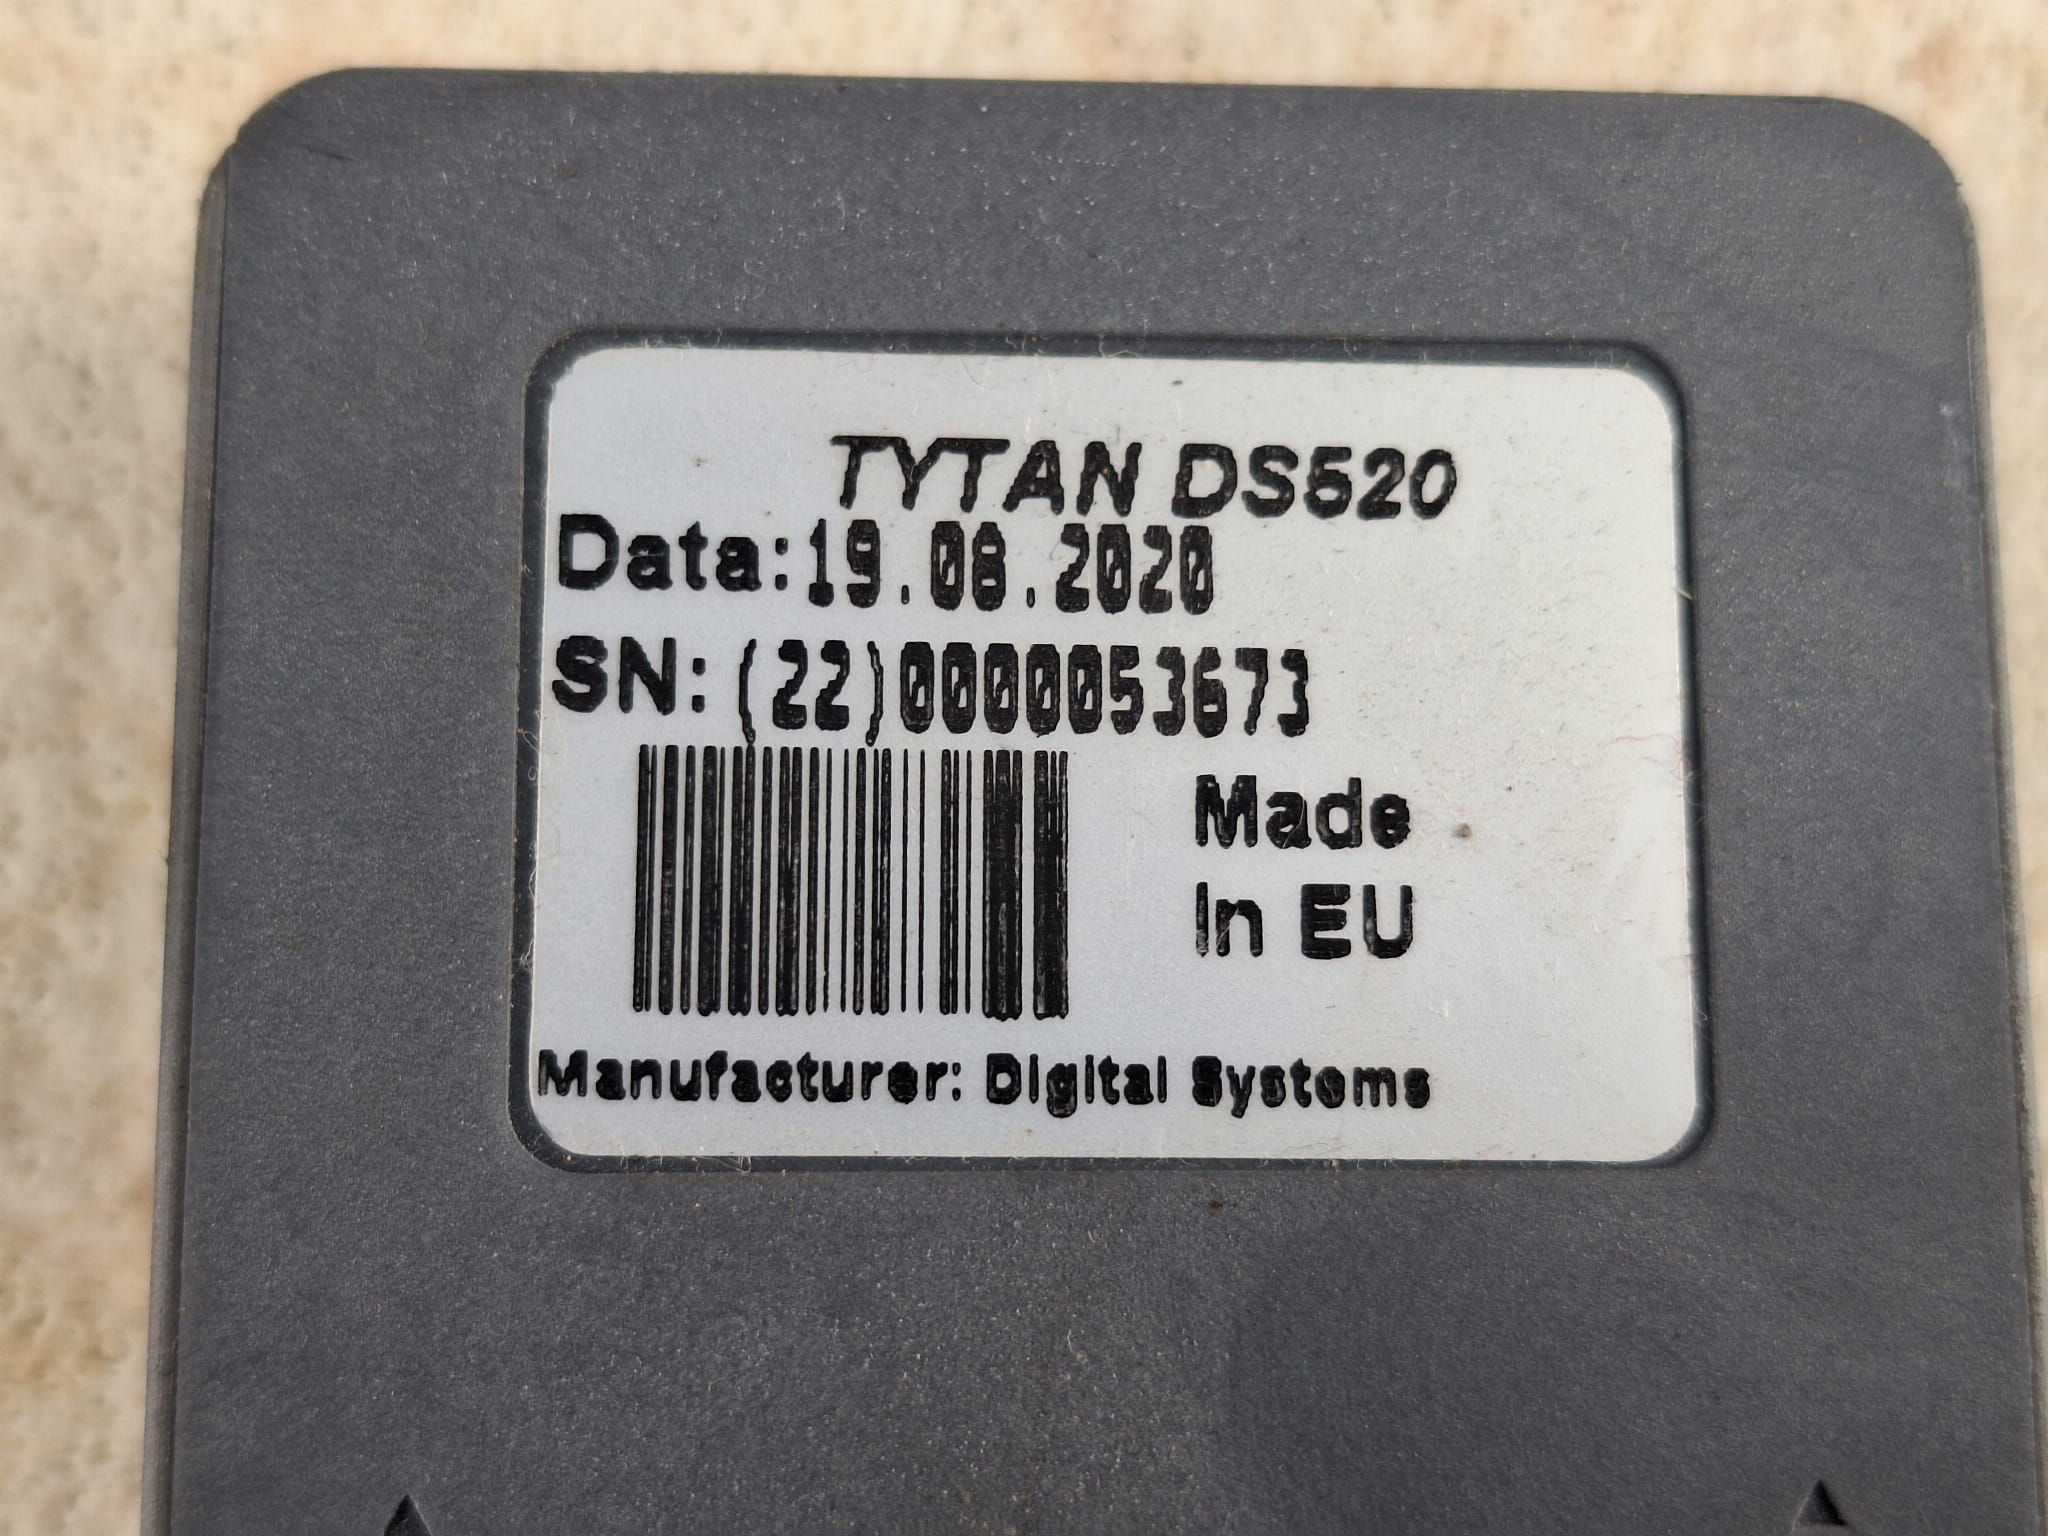 TYTAN DS520
Data:19.08.2020
SN:(22)0000053673
Made
In EU
Manufacturer: Digital Systems